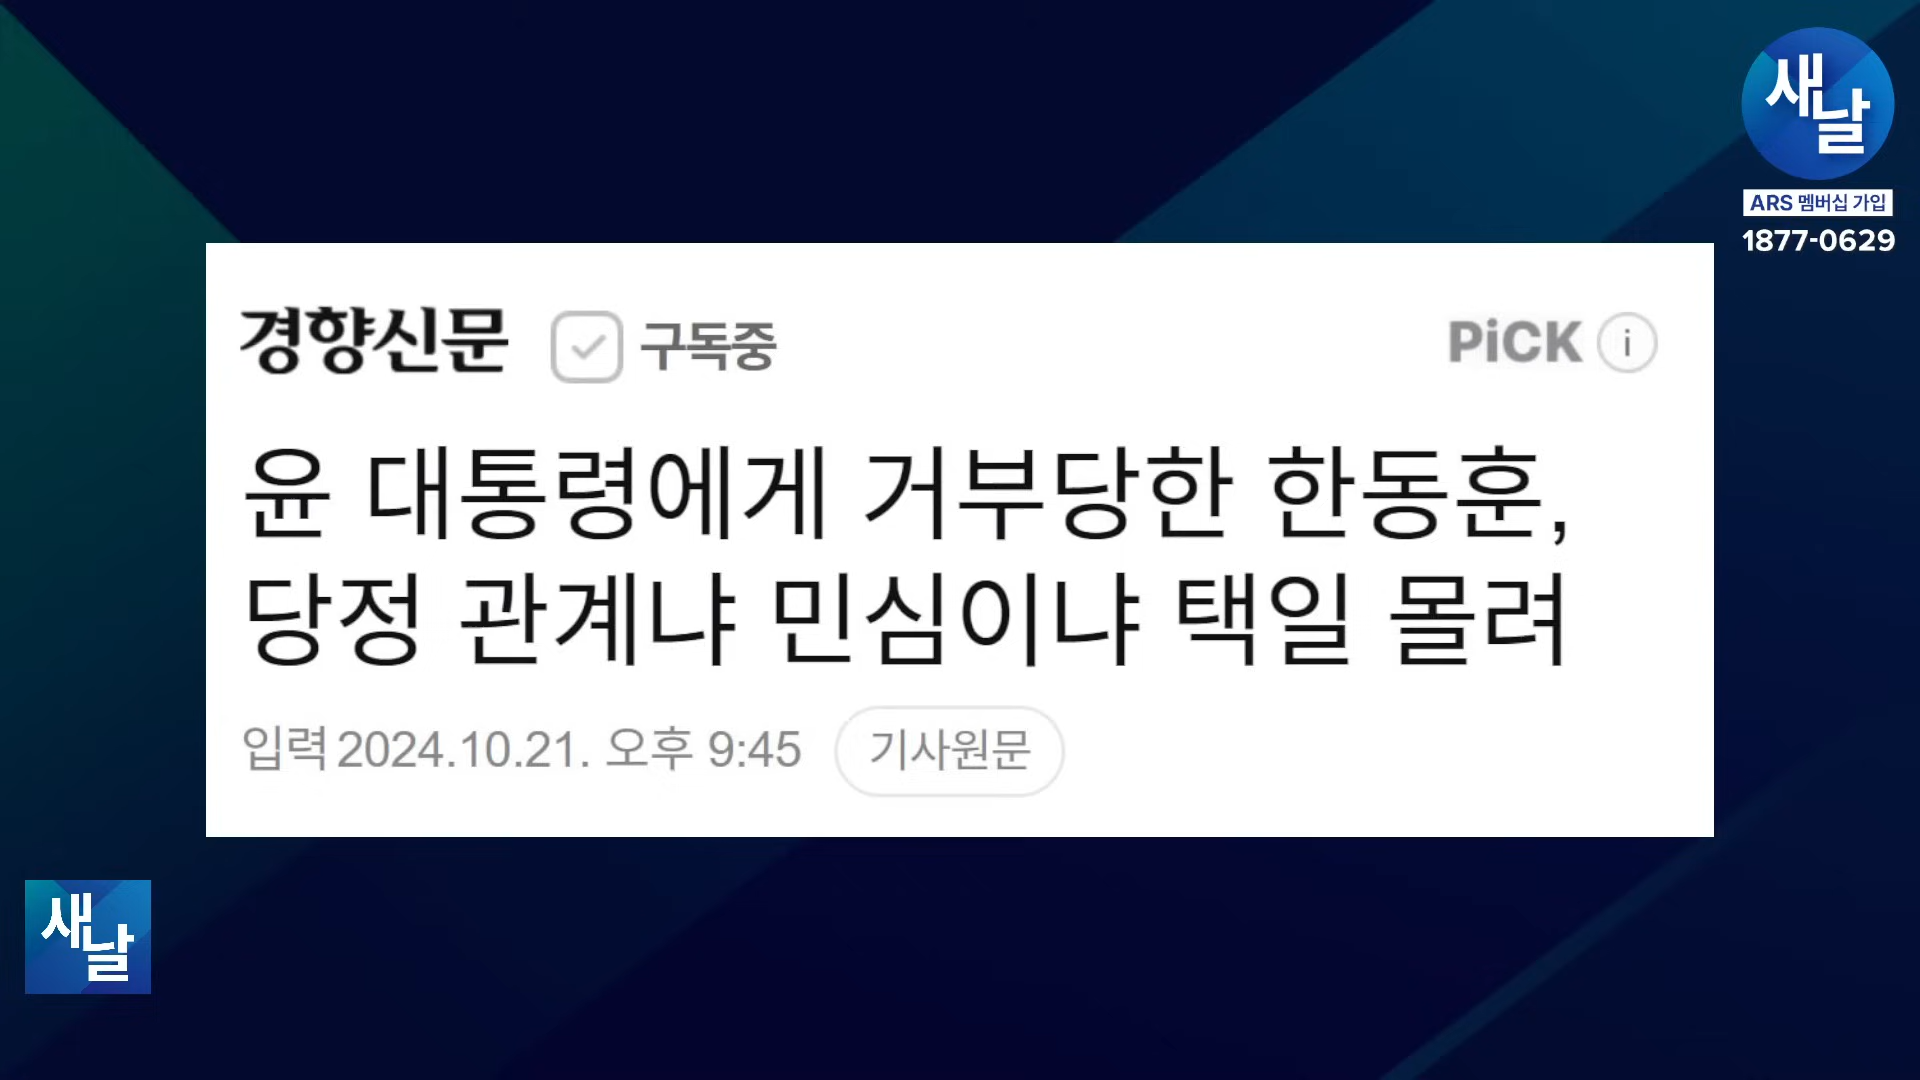 새날
ARS 멤버십 가입
1877-0629
경향신문 구독중 PiCK i
윤 대통령에게 거부당한 한동훈,
당정 관계냐 민심이냐 택일 몰려
입력 2024.10.21. 오후 9:45 기사원문
새날